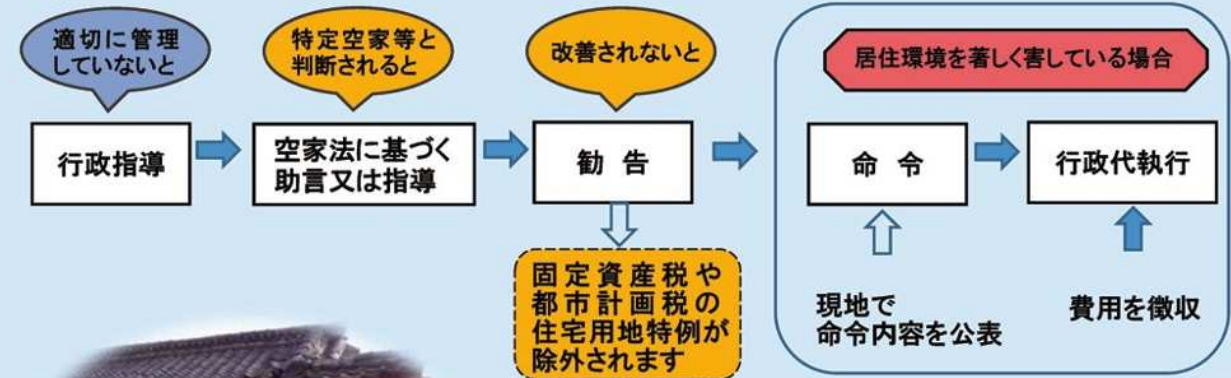 適切に管理
していないと
特定空家等と
判断されると
改善されないと
居住環境を著しく害している場合
行政指導
空家法に基づく
助言又は指導
勧告
命令
行政代執行
固定資産税や
都市計画税の
住宅用地特例が
除外されます
現地で
命令内容を公表
費用を徴収